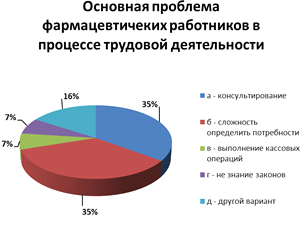 Основная проблема
фармацевтичеких работников в
процессе трудовой деятельности
16%
35%
7%
7%
35%
а - консультирование
б - сложность
определить потребности
в - выполнение кассовых
операций
г - не знание законов
д - другой вариант